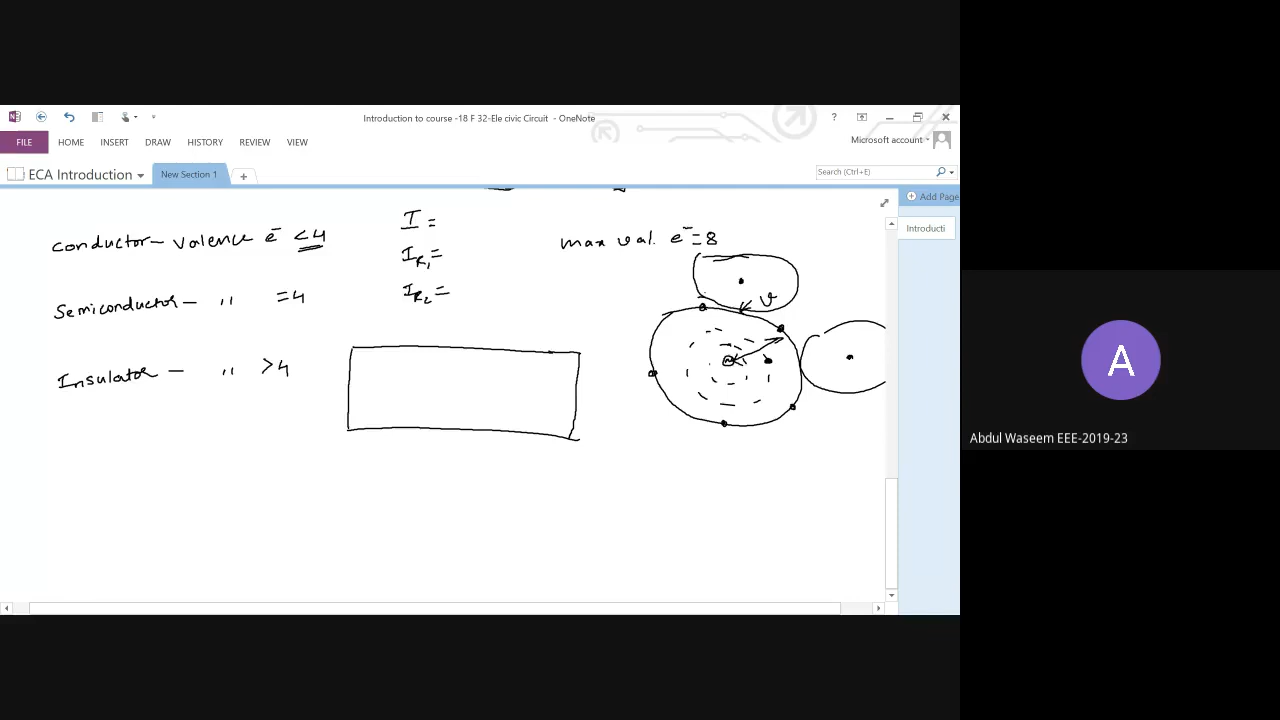 Introduction to course -18 F 32-Ele civic Circuit - OneNote
?
FILE HOME INSERT DRAW HISTORY REVIEW VIEW
Microsoft account
ECA Introduction
New Section 1
+
Search (Ctrl+E)
Add Page
Introducti
Conductor - Valence e⁻ <4
Semiconductor - ,, =4
Insulator - ,, >4
I =
I_R1 =
I_R2 =
max val. e⁻ = 8
A
Abdul Waseem EEE-2019-23